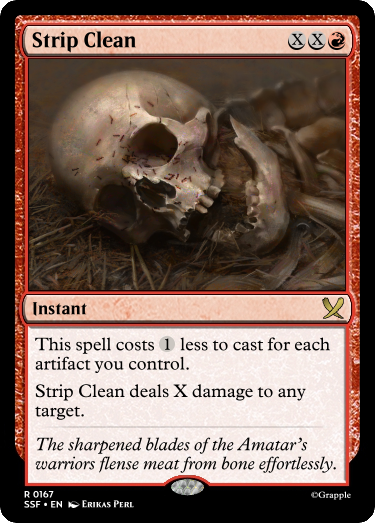 Strip Clean XXR
Instant
This spell costs 1 less to cast for each
artifact you control.
Strip Clean deals X damage to any
target.
The sharpened blades of the Amatar's
warriors flense meat from bone effortlessly.
R 0167
SSF • EN Erikas Perl
©Grapple